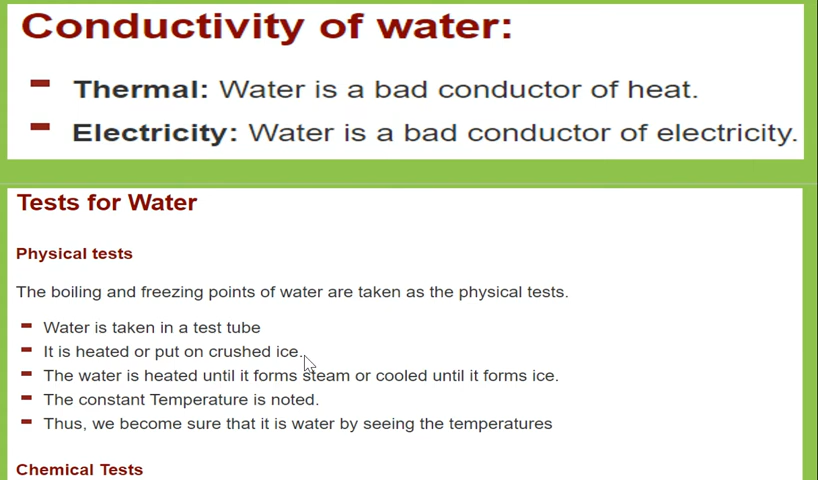 Conductivity of water:
Thermal: Water is a bad conductor of heat.
Electricity: Water is a bad conductor of electricity.
Tests for Water
Physical tests
The boiling and freezing points of water are taken as the physical tests.
Water is taken in a test tube
It is heated or put on crushed ice.
The water is heated until it forms steam or cooled until it forms ice.
The constant Temperature is noted.
Thus, we become sure that it is water by seeing the temperatures
Chemical Tests